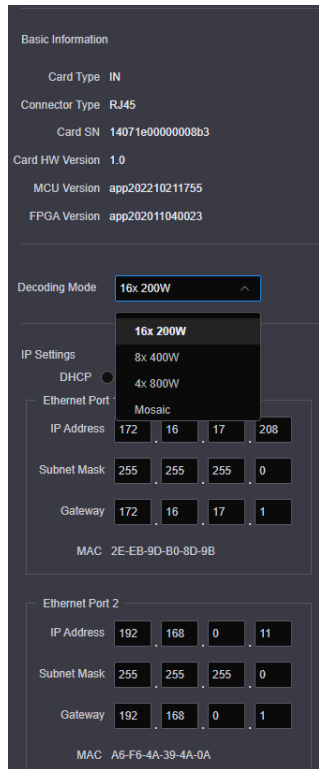 Basic Information
Card Type IN
Connector Type RJ45
Card SN 14071e00000008b3
Card HW Version 1.0
MCU Version app202210211755
FPGA Version app202011040023
Decoding Mode 16x 200W
16x 200W
8x 400W
4x 800W
Mosaic
IP Settings
DHCP
Ethernet Port
IP Address 172 . 16 . 17 . 208
Subnet Mask 255 . 255 . 255 . 0
Gateway 172 . 16 . 17 . 1
MAC 2E-EB-9D-B0-8D-9B
Ethernet Port 2
IP Address 192 . 168 . 0 . 11
Subnet Mask 255 . 255 . 255 . 0
Gateway 192 . 168 . 0 . 1
MAC A6-F6-4A-39-4A-0A